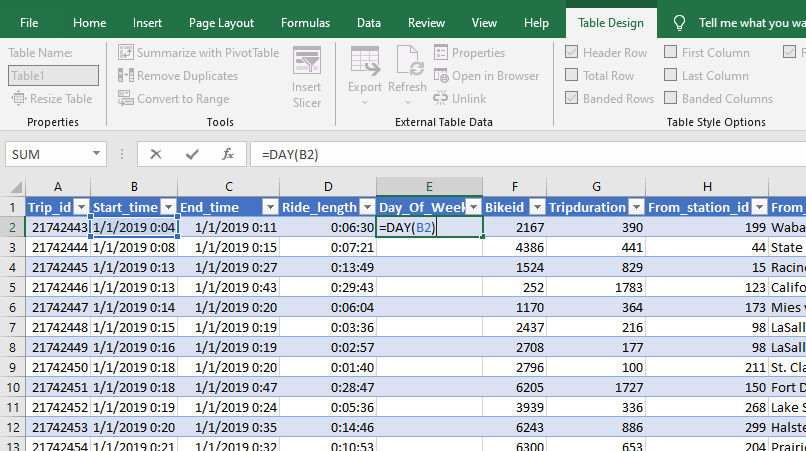 File Home Insert Page Layout Formulas Data Review View Help Table Design Tell me what you wa
Table Name: Summarize with PivotTable Properties Header Row First Column F
Table1 Remove Duplicates Insert Slicer Export Refresh Open in Browser Total Row Last Column
Resize Table Convert to Range Unlink Banded Rows Banded Columns
Properties Tools External Table Data Table Style Options
SUM fx =DAY(B2)
A B C D E F G H
1 Trip_id Start_time End_time Ride_length Day_Of_Week Bikeid Tripduration From_station_id From_
2 21742443 1/1/2019 0:04 1/1/2019 0:11 0:06:30 =DAY(B2) 2167 390 199 Waba
3 21742444 1/1/2019 0:08 1/1/2019 0:15 0:07:21 4386 441 44 State
4 21742445 1/1/2019 0:13 1/1/2019 0:27 0:13:49 1524 829 15 Racin
5 21742446 1/1/2019 0:13 1/1/2019 0:43 0:29:43 252 1783 123 Califo
6 21742447 1/1/2019 0:14 1/1/2019 0:20 0:06:04 1170 364 173 Mies v
7 21742448 1/1/2019 0:15 1/1/2019 0:19 0:03:36 2437 216 98 LaSall
8 21742449 1/1/2019 0:16 1/1/2019 0:19 0:02:57 2708 177 98 LaSall
9 21742450 1/1/2019 0:18 1/1/2019 0:20 0:01:40 2796 100 211 St. Cla
10 21742451 1/1/2019 0:18 1/1/2019 0:47 0:28:47 6205 1727 150 Fort D
11 21742452 1/1/2019 0:19 1/1/2019 0:24 0:05:36 3939 336 268 Lake S
12 21742453 1/1/2019 0:20 1/1/2019 0:35 0:14:46 6243 886 299 Halste
13 21742454 1/1/2019 0:21 1/1/2019 0:32 0:10:53 6300 653 204 Prairi